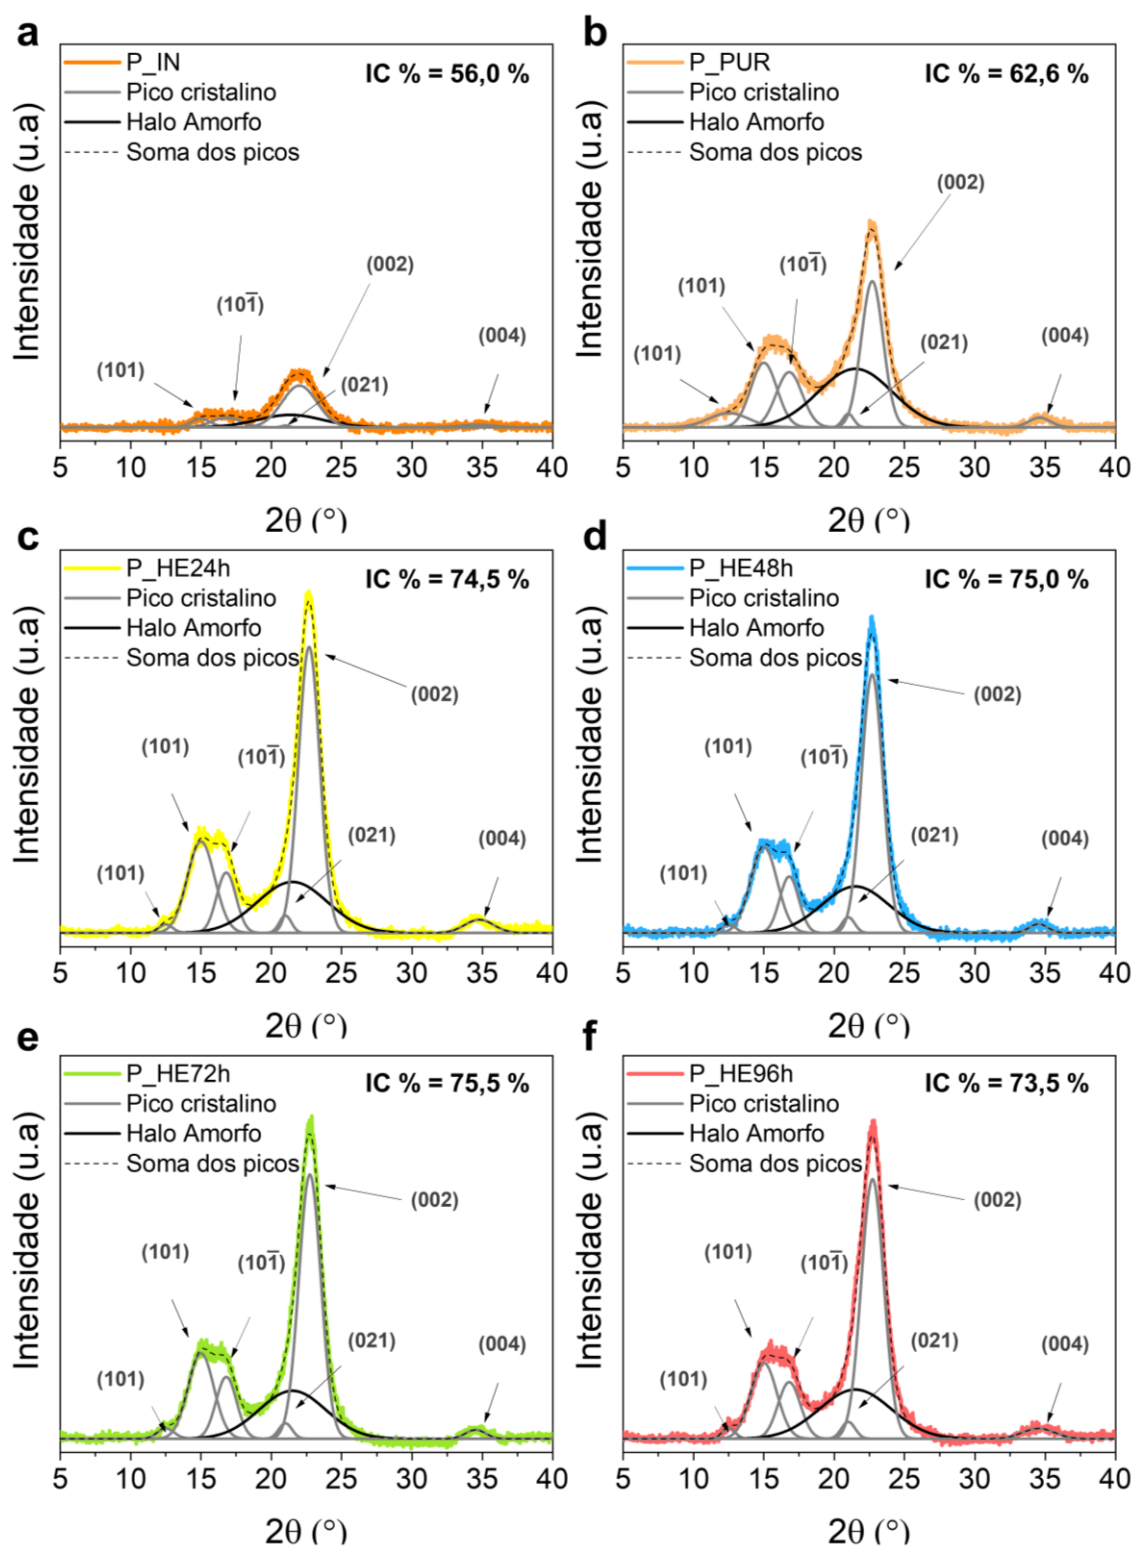 a
P_IN
Pico cristalino
Halo Amorfo
Soma dos picos
IC % = 56,0 %
Intensidade (u.a)
(101)
(101̅)
(002)
(021)
(004)
5 10 15 20 25 30 35 40
2θ (°)
b
P_PUR
Pico cristalino
Halo Amorfo
Soma dos picos
IC % = 62,6 %
Intensidade (u.a)
(101)
(101)
(101̅)
(002)
(021)
(004)
5 10 15 20 25 30 35 40
2θ (°)
c
P_HE24h
Pico cristalino
Halo Amorfo
Soma dos picos
IC % = 74,5 %
Intensidade (u.a)
(101)
(101)
(101̅)
(002)
(021)
(004)
5 10 15 20 25 30 35 40
2θ (°)
d
P_HE48h
Pico cristalino
Halo Amorfo
Soma dos picos
IC % = 75,0 %
Intensidade (u.a)
(101)
(101)
(101̅)
(002)
(021)
(004)
5 10 15 20 25 30 35 40
2θ (°)
e
P_HE72h
Pico cristalino
Halo Amorfo
Soma dos picos
IC % = 75,5 %
Intensidade (u.a)
(101)
(101)
(101̅)
(002)
(021)
(004)
5 10 15 20 25 30 35 40
2θ (°)
f
P_HE96h
Pico cristalino
Halo Amorfo
Soma dos picos
IC % = 73,5 %
Intensidade (u.a)
(101)
(101)
(101̅)
(002)
(021)
(004)
5 10 15 20 25 30 35 40
2θ (°)